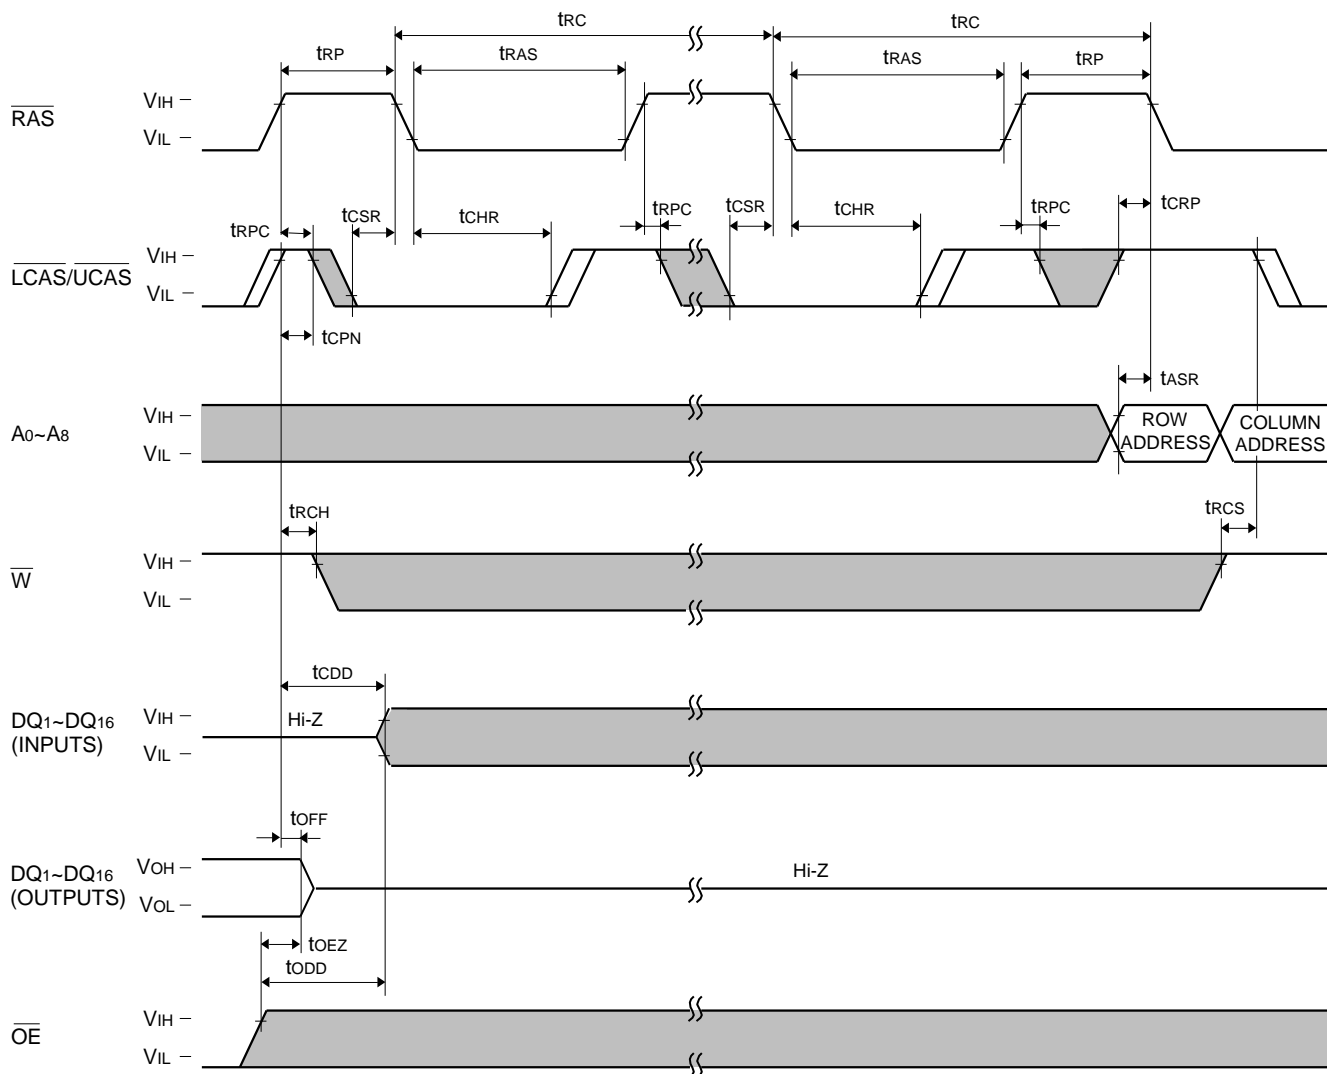 tRC tRC
tRP tRAS tRAS tRP
RAS
VIH
VIL
tRPC tCSR tCHR tRPC tCSR tCHR tRPC tCRP
LCAS/UCAS
VIH
VIL
tCPN
tASR
A0~A8
VIH
VIL
ROW
ADDRESS
COLUMN
ADDRESS
tRCH tRCS
W
VIH
VIL
tCDD
DQ1~DQ16
(INPUTS)
VIH
VIL
Hi-Z
tOFF
DQ1~DQ16
(OUTPUTS)
VOH
VOL
Hi-Z
tOEZ
tODD
OE
VIH
VIL